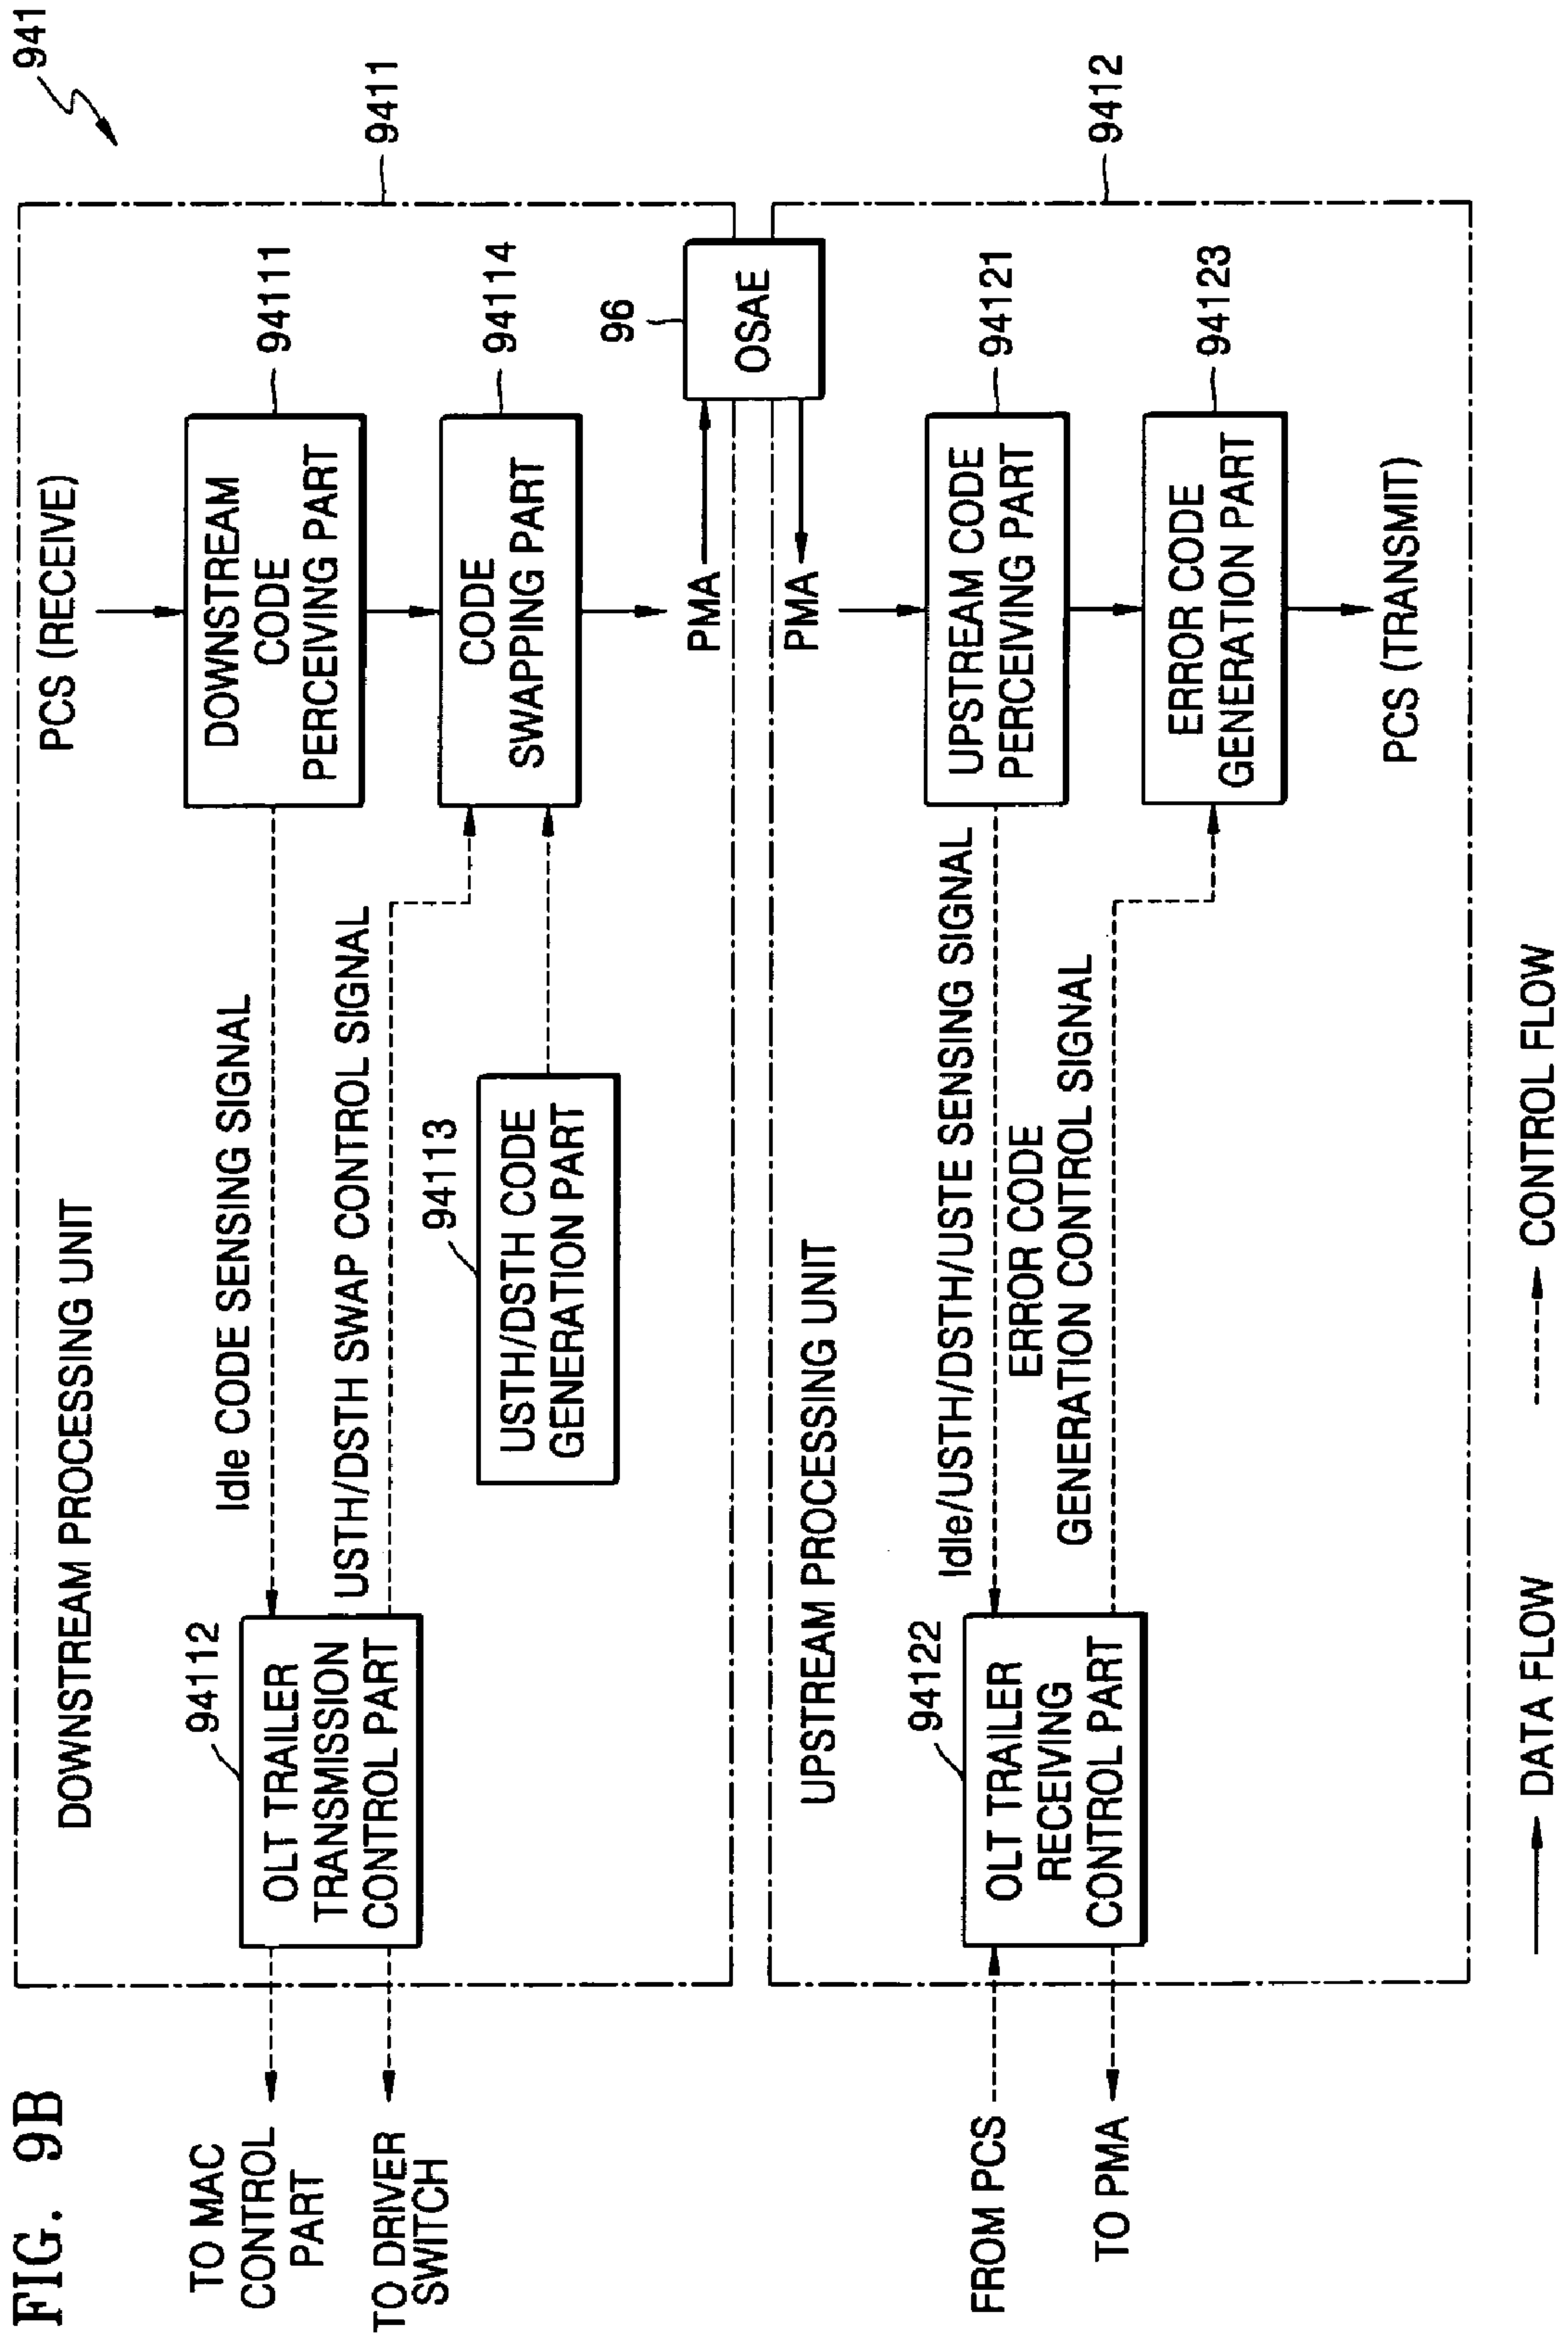 FIG. 9B
941
DOWNSTREAM PROCESSING UNIT
9411
PCS (RECEIVE)
DOWNSTREAM
CODE
PERCEIVING PART
94111
Idle CODE SENSING SIGNAL
94112
OLT TRAILER
TRANSMISSION
CONTROL PART
TO MAC
CONTROL
PART
TO DRIVER
SWITCH
USTH/DSTH SWAP CONTROL SIGNAL
CODE
SWAPPING PART
94114
94113
USTH/DSTH CODE
GENERATION PART
PMA
96
OSAE
PMA
UPSTREAM PROCESSING UNIT
9412
UPSTREAM CODE
PERCEIVING PART
94121
Idle/USTH/DSTH/USTE SENSING SIGNAL
94122
OLT TRAILER
RECEIVING
CONTROL PART
FROM PCS
TO PMA
ERROR CODE
GENERATION CONTROL SIGNAL
ERROR CODE
GENERATION PART
94123
PCS (TRANSMIT)
DATA FLOW
CONTROL FLOW